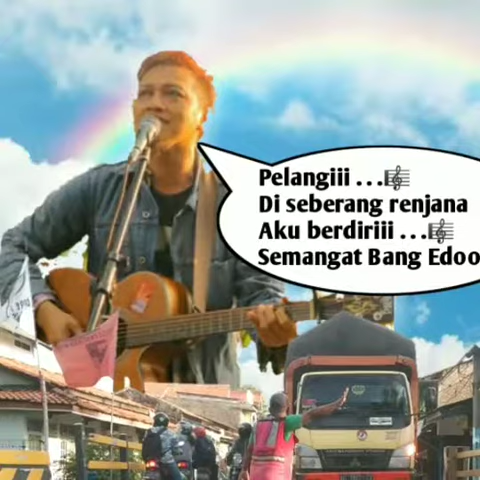 Pelangiii ...🎼
Di seberang renjana
Aku berdiriii ...🎼
Semangat Bang Edoo